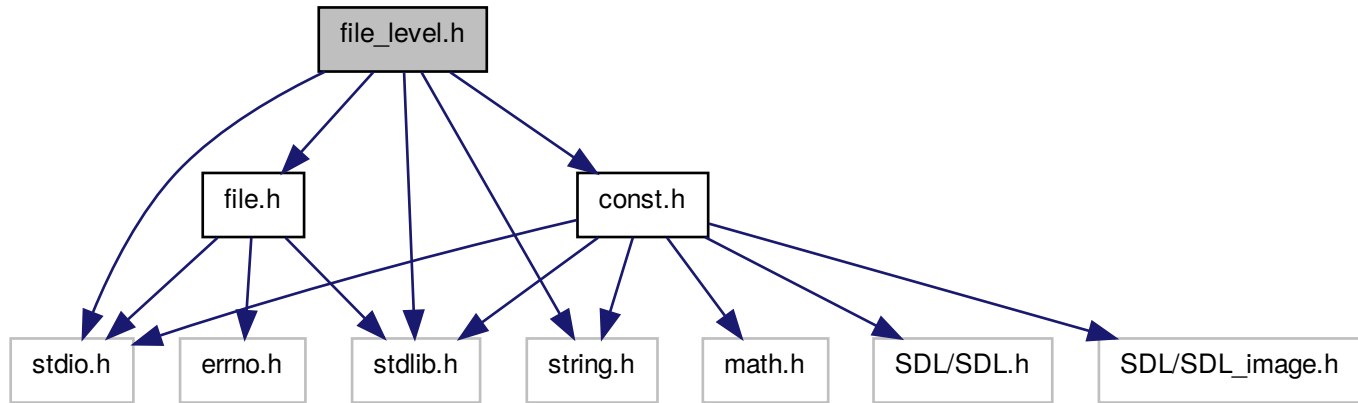 file_level.h
file.h
const.h
stdio.h
errno.h
stdlib.h
string.h
math.h
SDL/SDL.h
SDL/SDL_image.h